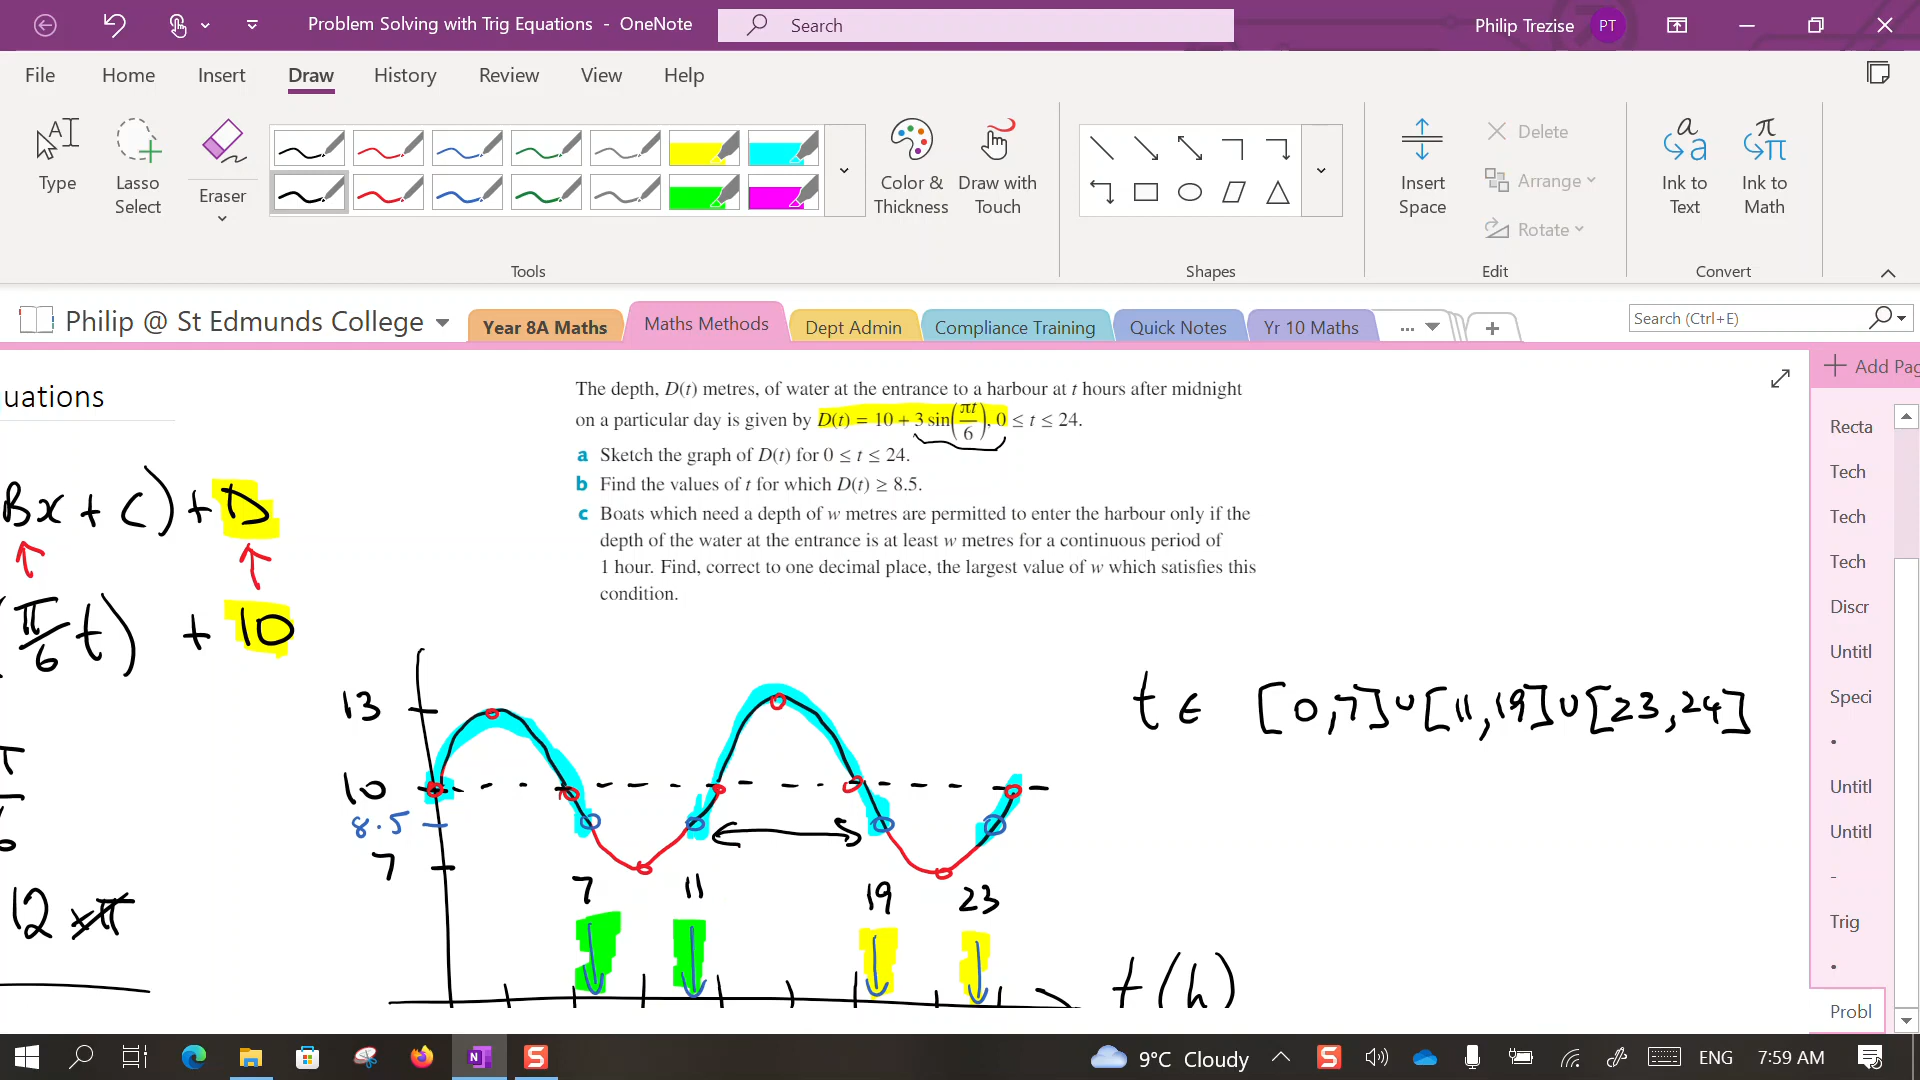 Problem Solving with Trig Equations - OneNote
Search
Philip Trezise PT
File Home Insert Draw History Review View Help
Type
Lasso Select
Eraser
Color & Thickness
Draw with Touch
Insert Space
Delete
Arrange
Rotate
Ink to Text
Ink to Math
Tools Shapes Edit Convert
Philip @ St Edmunds College
Year 8A Maths Maths Methods Dept Admin Compliance Training Quick Notes Yr 10 Maths ... +
Search (Ctrl+E)
uations
The depth, D(t) metres, of water at the entrance to a harbour at t hours after midnight
on a particular day is given by D(t) = 10 + 3 sin(πt/6), 0 ≤ t ≤ 24.
a Sketch the graph of D(t) for 0 ≤ t ≤ 24.
b Find the values of t for which D(t) ≥ 8.5.
c Boats which need a depth of w metres are permitted to enter the harbour only if the
depth of the water at the entrance is at least w metres for a continuous period of
1 hour. Find, correct to one decimal place, the largest value of w which satisfies this
condition.
Bx + C) + D
(π/6 t) + 10
12 × π
13
10
8.5
7
7 11 19 23
t (h)
t ∈ [0,7] ∪ [11,19] ∪ [23,24]
Add Pag
Recta
Tech
Tech
Tech
Discr
Untitl
Speci
Untitl
Untitl
Trig
Probl
9°C Cloudy
ENG
7:59 AM